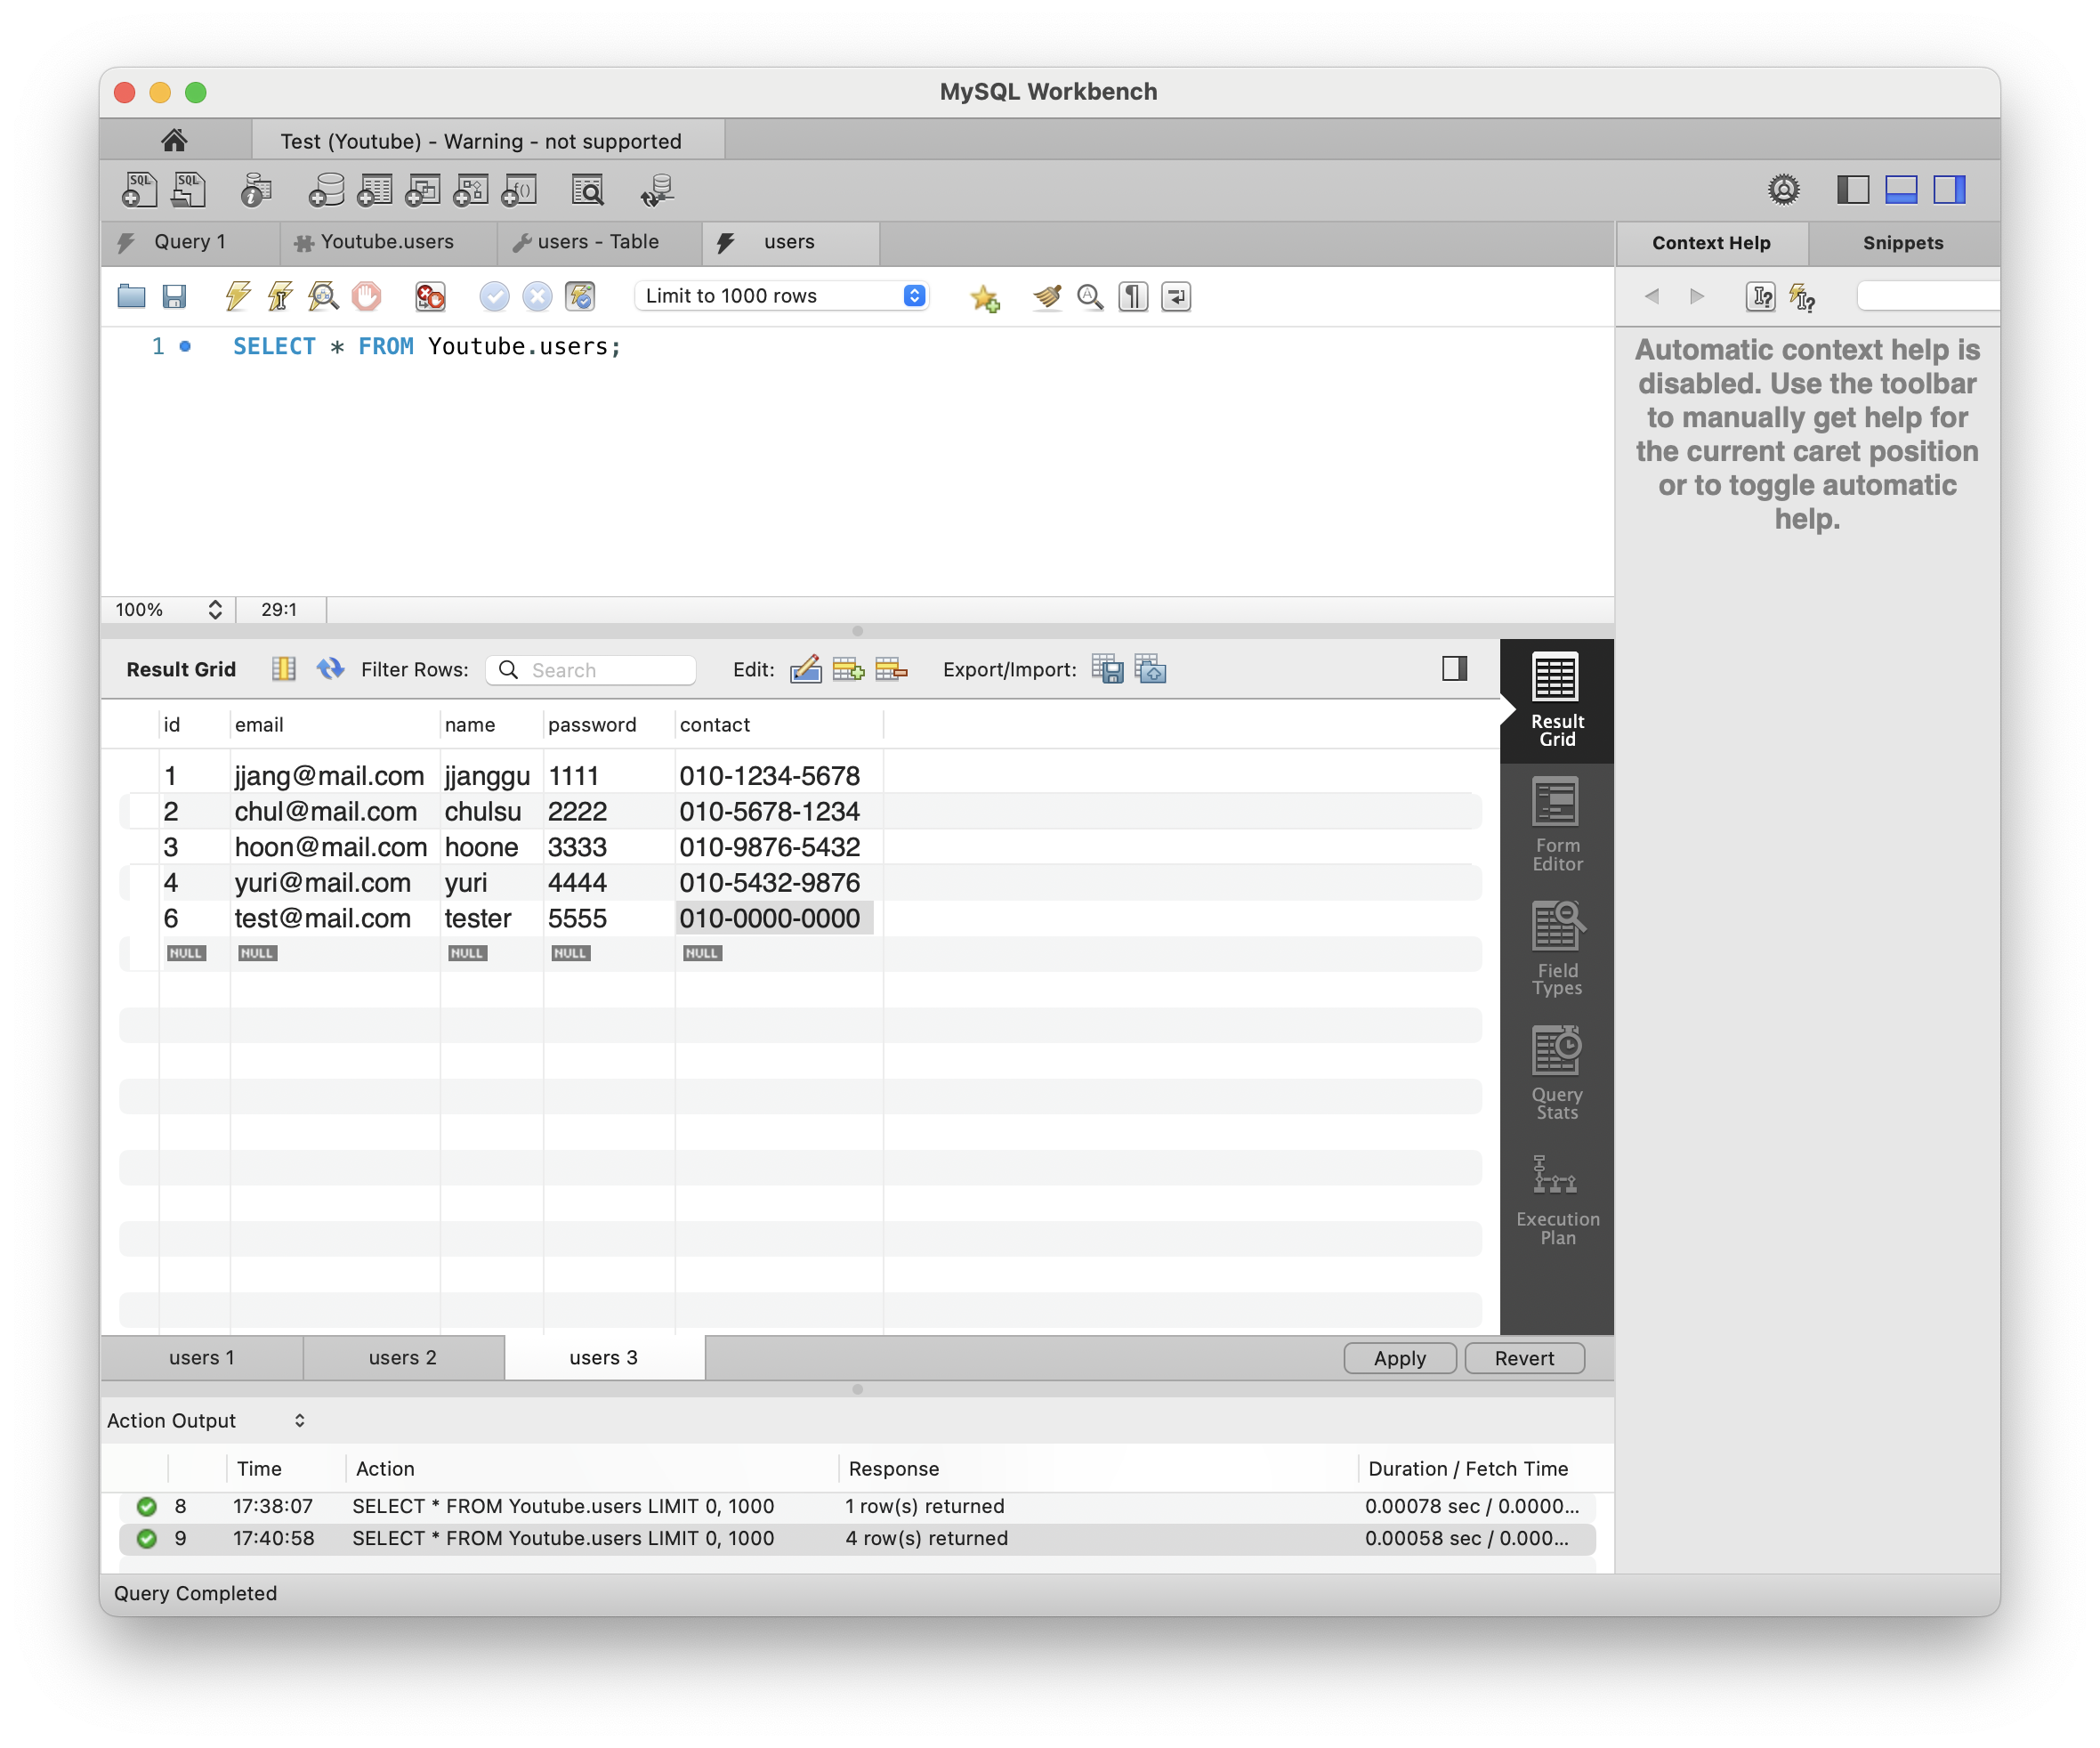 MySQL Workbench
Test (Youtube) - Warning - not supported
SQL SQL f()
Query 1 Youtube.users users - Table users Context Help Snippets
Limit to 1000 rows
1 SELECT * FROM Youtube.users;
Automatic context help is
disabled. Use the toolbar
to manually get help for
the current caret position
or to toggle automatic
help.
100% 29:1
Result Grid Filter Rows: Search Edit: Export/Import:
id email name password contact
1 jjang@mail.com jjanggu 1111 010-1234-5678
2 chul@mail.com chulsu 2222 010-5678-1234
3 hoon@mail.com hoone 3333 010-9876-5432
4 yuri@mail.com yuri 4444 010-5432-9876
6 test@mail.com tester 5555 010-0000-0000
NULL NULL NULL NULL NULL
Result
Grid
Form
Editor
Field
Types
Query
Stats
Execution
Plan
users 1 users 2 users 3 Apply Revert
Action Output
Time Action Response Duration / Fetch Time
8 17:38:07 SELECT * FROM Youtube.users LIMIT 0, 1000 1 row(s) returned 0.00078 sec / 0.0000...
9 17:40:58 SELECT * FROM Youtube.users LIMIT 0, 1000 4 row(s) returned 0.00058 sec / 0.000...
Query Completed